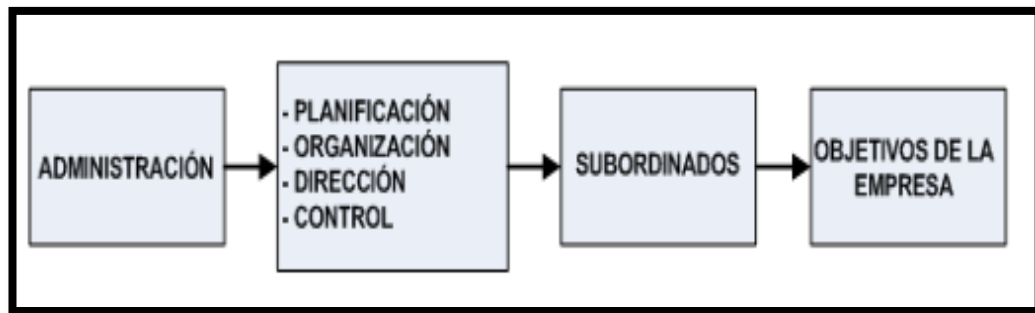 ADMINISTRACIÓN
- PLANIFICACIÓN
- ORGANIZACIÓN
- DIRECCIÓN
- CONTROL
SUBORDINADOS
OBJETIVOS DE LA
EMPRESA